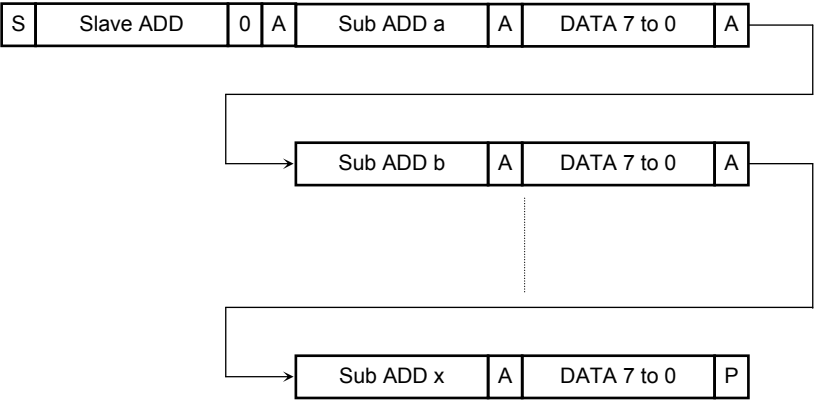 S Slave ADD 0 A Sub ADD a A DATA 7 to 0 A
Sub ADD b A DATA 7 to 0 A
Sub ADD x A DATA 7 to 0 P